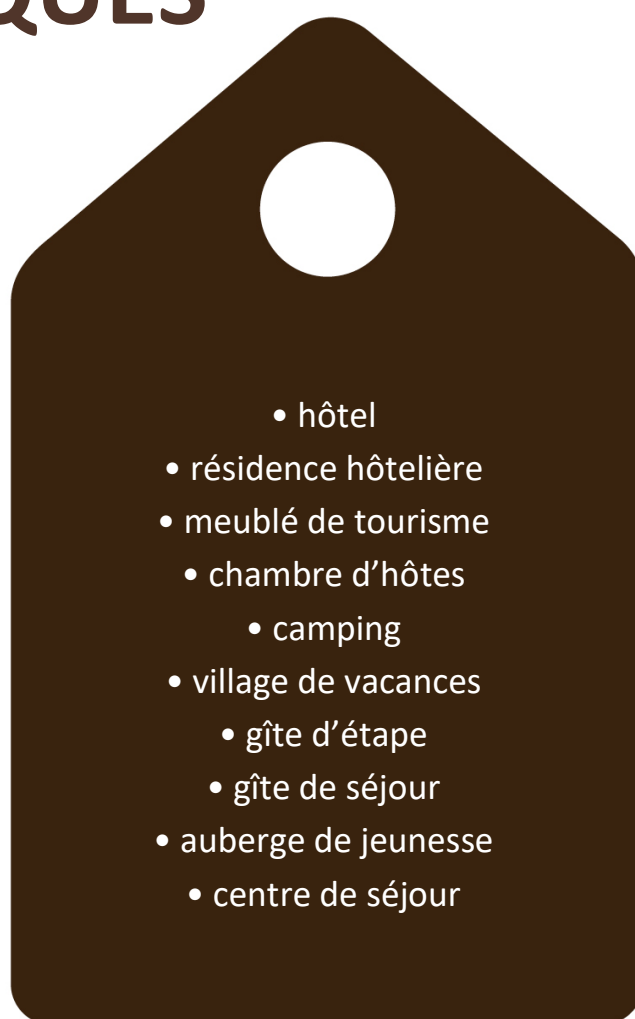 QUES
• hôtel
• résidence hôtelière
• meublé de tourisme
• chambre d’hôtes
• camping
• village de vacances
• gîte d’étape
• gîte de séjour
• auberge de jeunesse
• centre de séjour